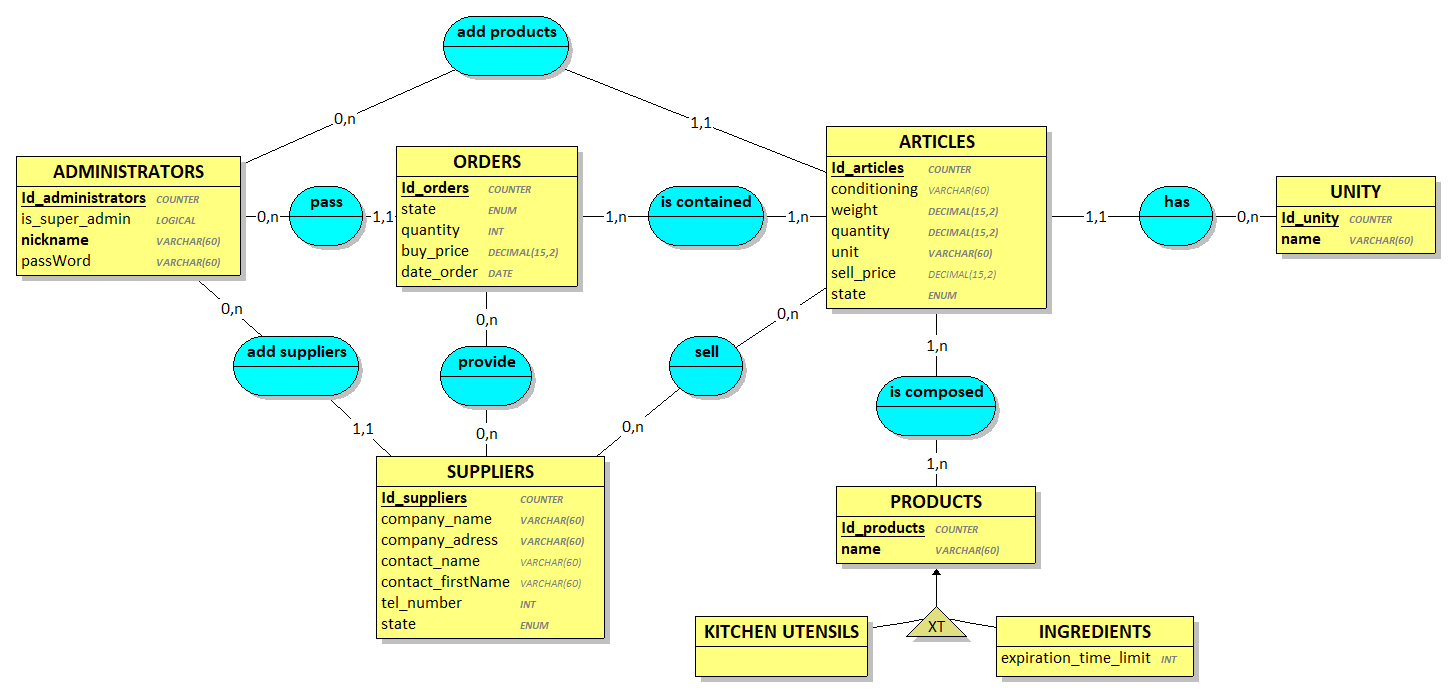 add products
0,n
1,1
ADMINISTRATORS
Id_administrators COUNTER
is_super_admin LOGICAL
nickname VARCHAR(60)
passWord VARCHAR(60)
0,n
pass
1,1
ORDERS
Id_orders COUNTER
state ENUM
quantity INT
buy_price DECIMAL(15,2)
date_order DATE
1,n
is contained
1,n
ARTICLES
Id_articles COUNTER
conditioning VARCHAR(60)
weight DECIMAL(15,2)
quantity DECIMAL(15,2)
unit VARCHAR(60)
sell_price DECIMAL(15,2)
state ENUM
1,1
has
0,n
UNITY
Id_unity COUNTER
name VARCHAR(60)
0,n
add suppliers
1,1
0,n
provide
0,n
0,n
sell
0,n
1,n
is composed
1,n
SUPPLIERS
Id_suppliers COUNTER
company_name VARCHAR(60)
company_adress VARCHAR(60)
contact_name VARCHAR(60)
contact_firstName VARCHAR(60)
tel_number INT
state ENUM
PRODUCTS
Id_products COUNTER
name VARCHAR(60)
XT
KITCHEN UTENSILS
INGREDIENTS
expiration_time_limit INT